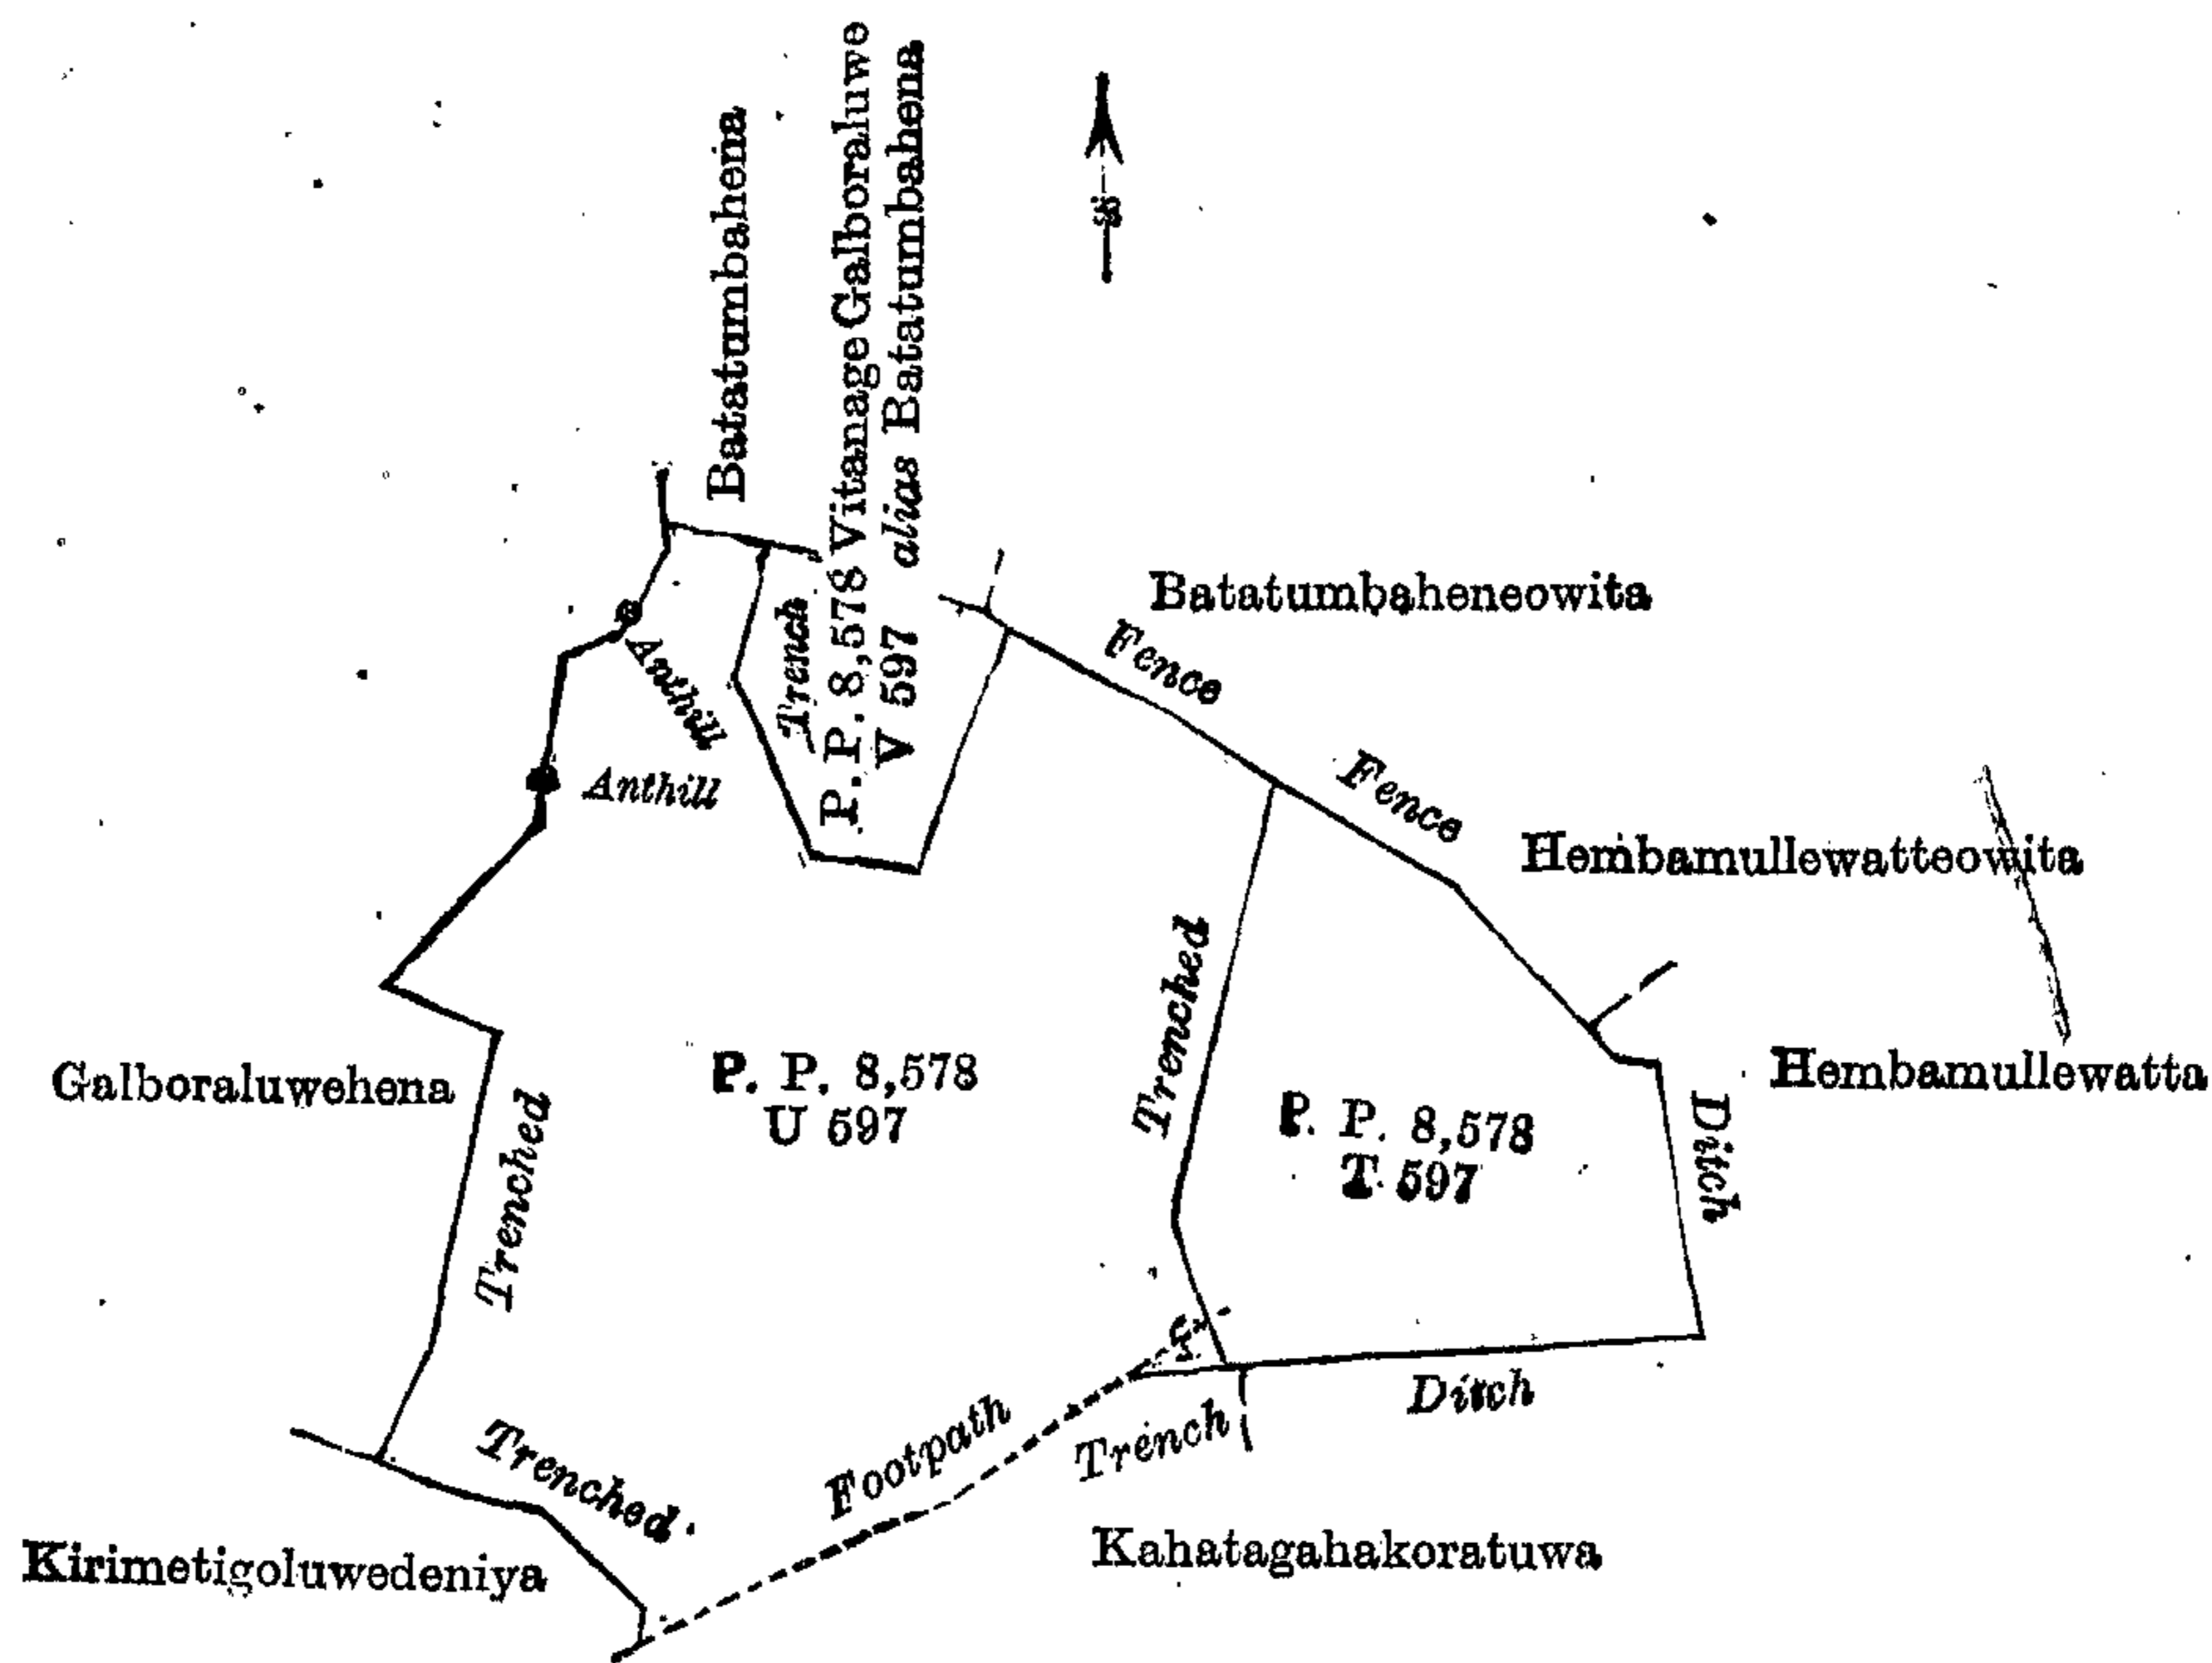 Batatumbahena
P. P. 8,578 Vitanage Galboraluwe
V 597 alias Batatumbahena
Trench
Batatumbaheneowita
Fence
Anthill
Anthill
Fence
Hembamullewatteowita
Trenched
Galboraluwehena
P. P. 8,578
U 597
Hembamullewatta
P. P. 8,578
T 597
Ditch
Trenched
Ditch
Footpath
Trench
Trenched
Kirimetigoluwedeniya
Kahatagahakoratuwa